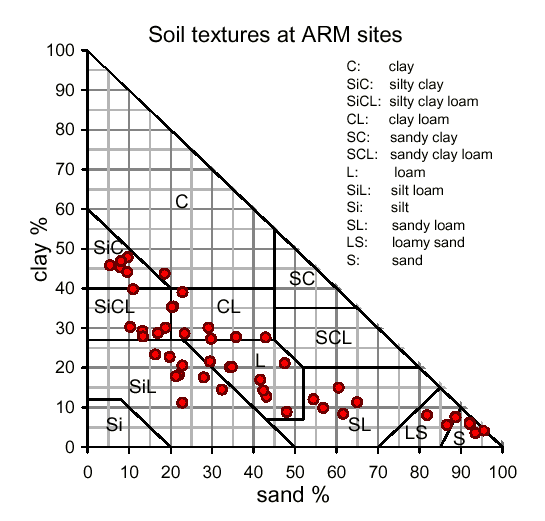 Soil textures at ARM sites
C: clay
SiC: silty clay
SiCL: silty clay loam
CL: clay loam
SC: sandy clay
SCL: sandy clay loam
L: loam
SiL: silt loam
Si: silt
SL: sandy loam
LS: loamy sand
S: sand
clay %
100
90
80
70
60
50
40
30
20
10
0
C
SiC
SC
SiCL
CL
SCL
L
SiL
Si
SL
LS
S
0 10 20 30 40 50 60 70 80 90 100
sand %